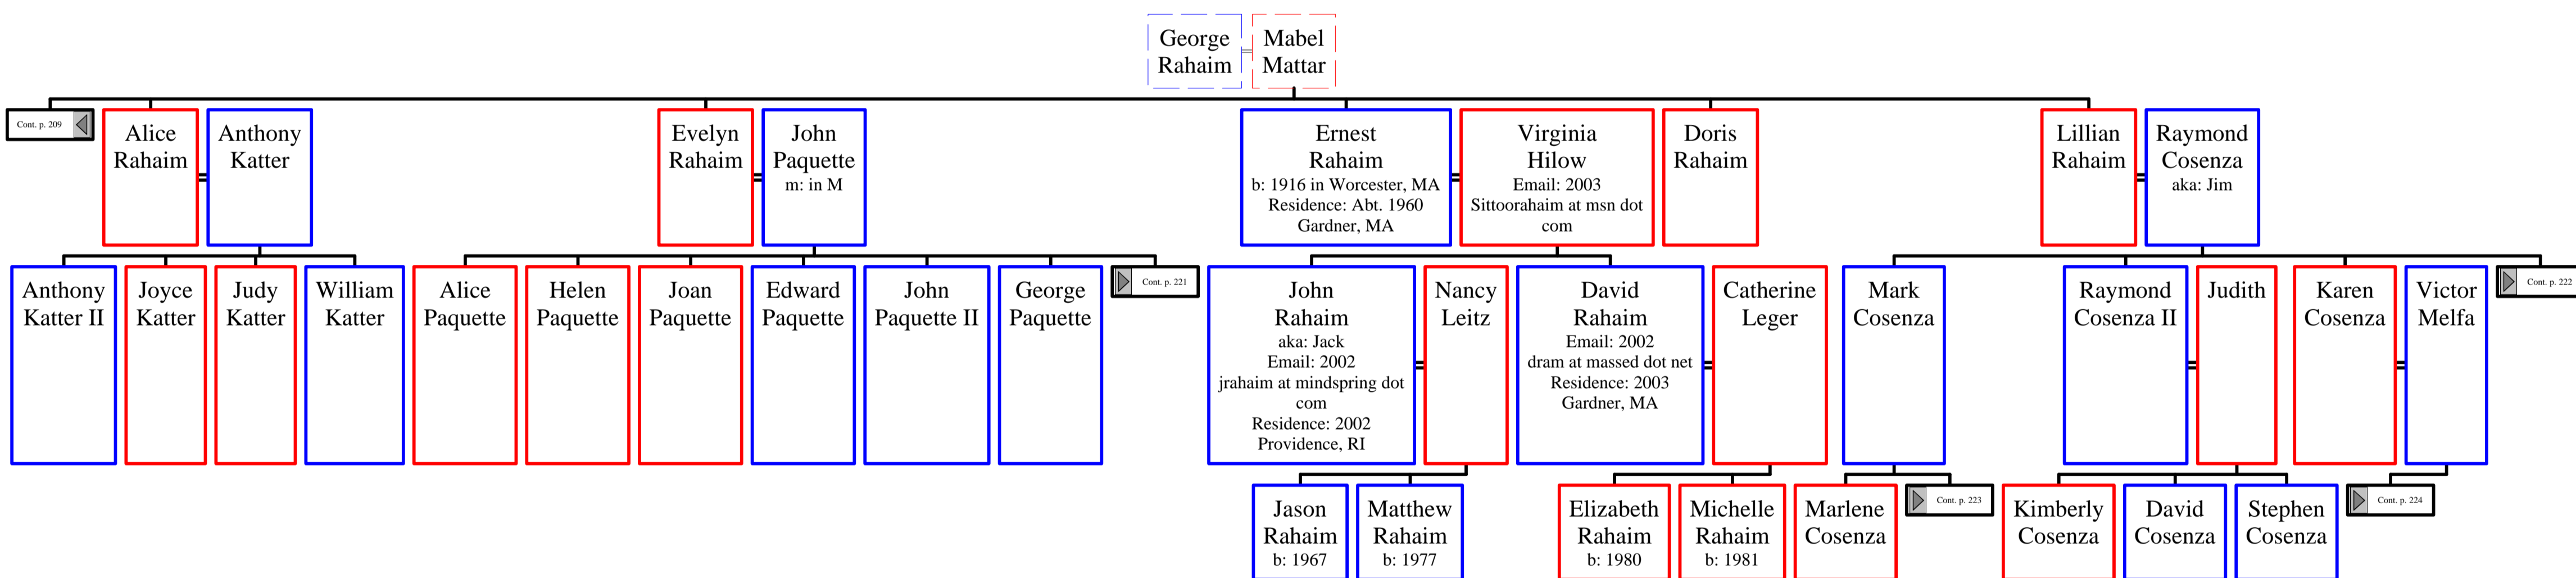 George
Rahaim
Mabel
Mattar
Cont. p. 209
Alice
Rahaim
Anthony
Katter
Evelyn
Rahaim
John
Paquette
m: in M
Ernest
Rahaim
b: 1916 in Worcester, MA
Residence: Abt. 1960
Gardner, MA
Virginia
Hilow
Email: 2003
Sittoorahaim at msn dot
com
Doris
Rahaim
Lillian
Rahaim
Raymond
Cosenza
aka: Jim
Anthony
Katter II
Joyce
Katter
Judy
Katter
William
Katter
Alice
Paquette
Helen
Paquette
Joan
Paquette
Edward
Paquette
John
Paquette II
George
Paquette
Cont. p. 221
John
Rahaim
aka: Jack
Email: 2002
jrahaim at mindspring dot
com
Residence: 2002
Providence, RI
Nancy
Leitz
David
Rahaim
Email: 2002
dram at massed dot net
Residence: 2003
Gardner, MA
Catherine
Leger
Mark
Cosenza
Raymond
Cosenza II
Judith
Karen
Cosenza
Victor
Melfa
Cont. p. 222
Jason
Rahaim
b: 1967
Matthew
Rahaim
b: 1977
Elizabeth
Rahaim
b: 1980
Michelle
Rahaim
b: 1981
Marlene
Cosenza
Cont. p. 223
Kimberly
Cosenza
David
Cosenza
Stephen
Cosenza
Cont. p. 224